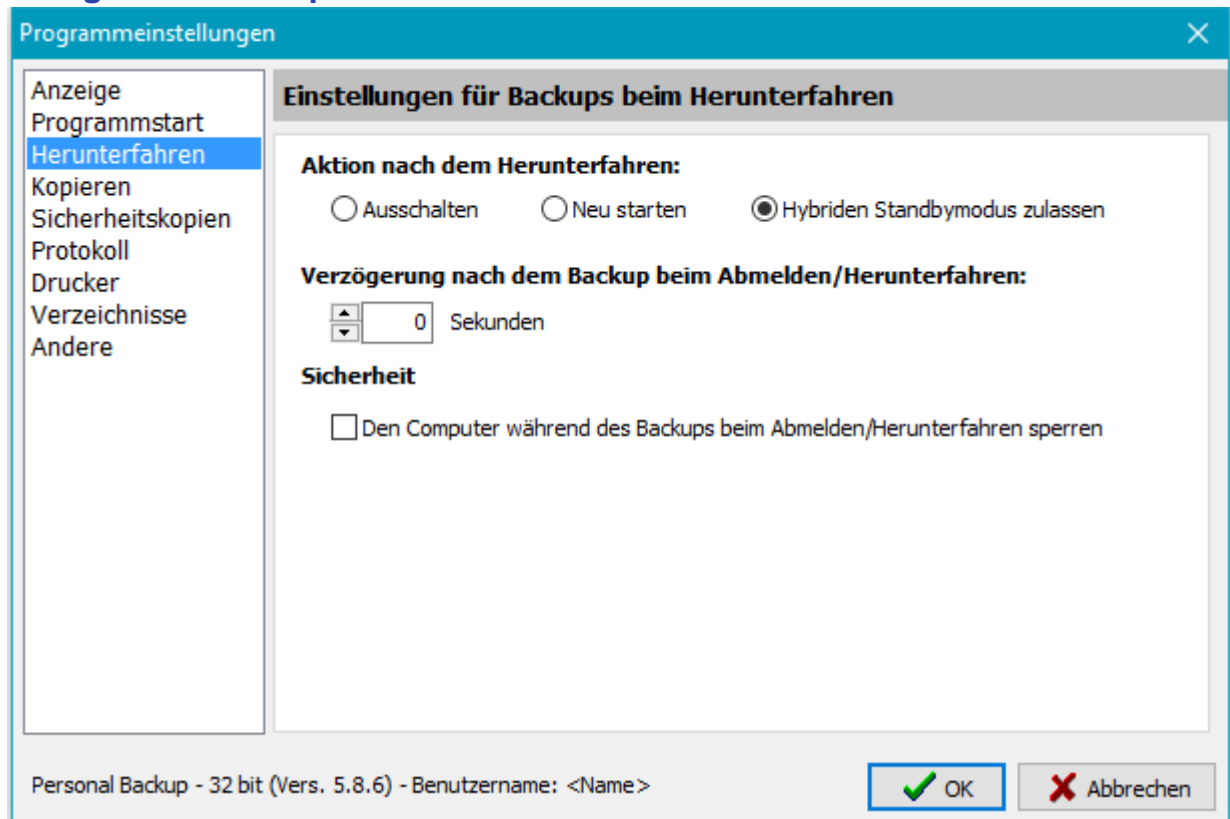 Programmeinstellungen
Anzeige
Programmstart
Herunterfahren
Kopieren
Sicherheitskopien
Protokoll
Drucker
Verzeichnisse
Andere
Einstellungen für Backups beim Herunterfahren
Aktion nach dem Herunterfahren:
Ausschalten Neu starten Hybriden Standbymodus zulassen
Verzögerung nach dem Backup beim Abmelden/Herunterfahren:
0 Sekunden
Sicherheit
Den Computer während des Backups beim Abmelden/Herunterfahren sperren
Personal Backup - 32 bit (Vers. 5.8.6) - Benutzername: <Name>
OK Abbrechen